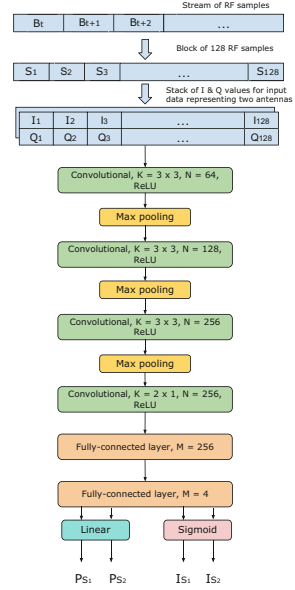 Stream of RF samples
Bt Bt+1 Bt+2 ...
Block of 128 RF samples
S1 S2 S3 ... S128
Stack of I & Q values for input
data representing two antennas
I1 I2 I3 ... I128
Q1 Q2 Q3 ... Q128
Convolutional, K = 3 x 3, N = 64,
ReLU
Max pooling
Convolutional, K = 3 x 3, N = 128,
ReLU
Max pooling
Convolutional, K = 3 x 3, N = 256
ReLU
Max pooling
Convolutional, K = 2 x 1, N = 256,
ReLU
Fully-connected layer, M = 256
Fully-connected layer, M = 4
Linear Sigmoid
PS1 PS2 IS1 IS2